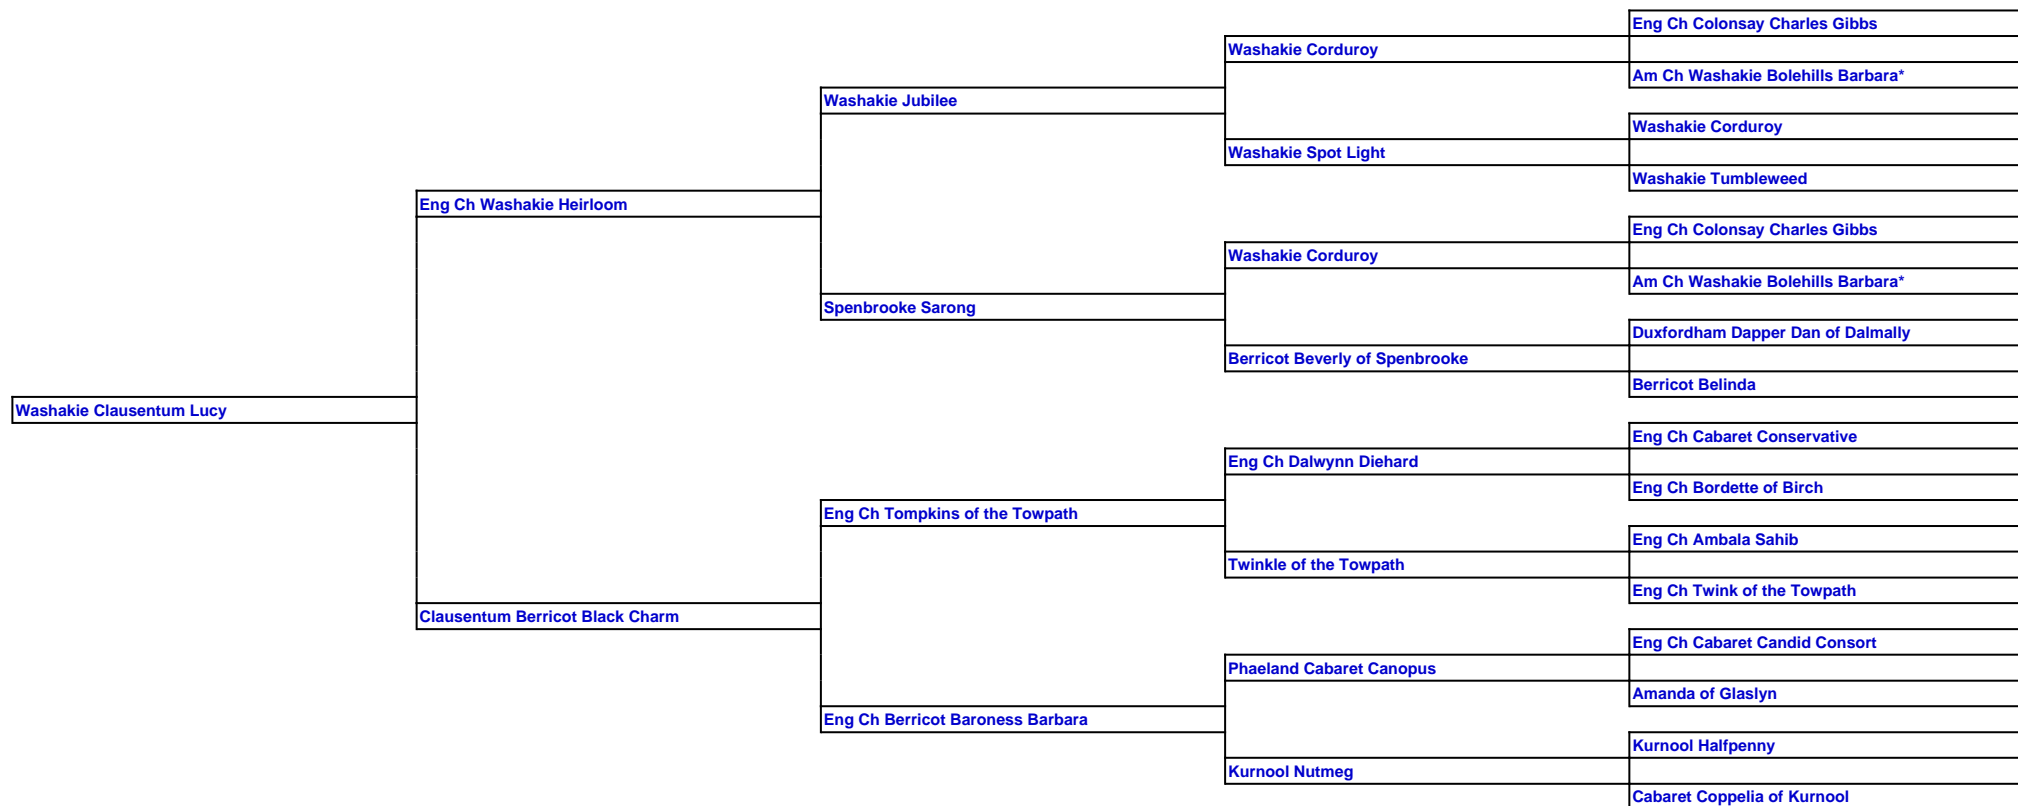 Eng Ch Colonsay Charles Gibbs
Washakie Corduroy
Am Ch Washakie Bolehills Barbara*
Washakie Jubilee
Washakie Corduroy
Washakie Spot Light
Washakie Tumbleweed
Eng Ch Washakie Heirloom
Eng Ch Colonsay Charles Gibbs
Washakie Corduroy
Am Ch Washakie Bolehills Barbara*
Spenbrooke Sarong
Duxfordham Dapper Dan of Dalmally
Berricot Beverly of Spenbrooke
Berricot Belinda
Washakie Clausentum Lucy
Eng Ch Cabaret Conservative
Eng Ch Dalwynn Diehard
Eng Ch Bordette of Birch
Eng Ch Tompkins of the Towpath
Eng Ch Ambala Sahib
Twinkle of the Towpath
Eng Ch Twink of the Towpath
Clausentum Berricot Black Charm
Eng Ch Cabaret Candid Consort
Phaeland Cabaret Canopus
Amanda of Glaslyn
Eng Ch Berricot Baroness Barbara
Kurnool Halfpenny
Kurnool Nutmeg
Cabaret Coppelia of Kurnool